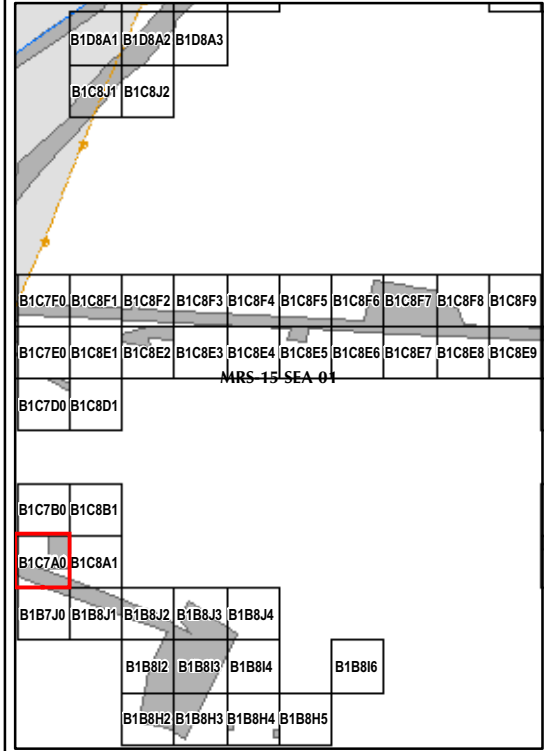 B1D8A1 B1D8A2 B1D8A3
B1C8J1 B1C8J2
B1C7F0 B1C8F1 B1C8F2 B1C8F3 B1C8F4 B1C8F5 B1C8F6 B1C8F7 B1C8F8 B1C8F9
B1C7E0 B1C8E1 B1C8E2 B1C8E3 B1C8E4 B1C8E5 B1C8E6 B1C8E7 B1C8E8 B1C8E9
MRS-15 SEA 01
B1C7D0 B1C8D1
B1C7B0 B1C8B1
B1C7A0 B1C8A1
B1B7J0 B1B8J1 B1B8J2 B1B8J3 B1B8J4
B1B8I2 B1B8I3 B1B8I4 B1B8I6
B1B8H2 B1B8H3 B1B8H4 B1B8H5